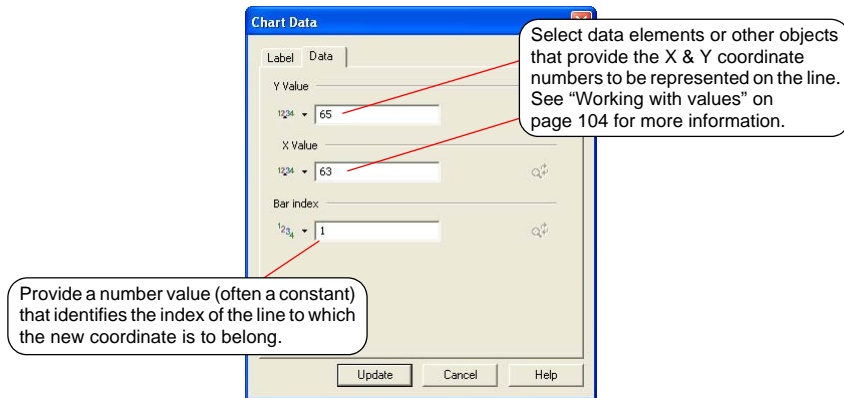 Chart Data
Label Data
Select data elements or other objects
that provide the X & Y coordinate
numbers to be represented on the line.
See “Working with values” on
page 104 for more information.
Y Value
1234 65
X Value
1234 63
Bar index
1234 1
Provide a number value (often a constant)
that identifies the index of the line to which
the new coordinate is to belong.
Update Cancel Help